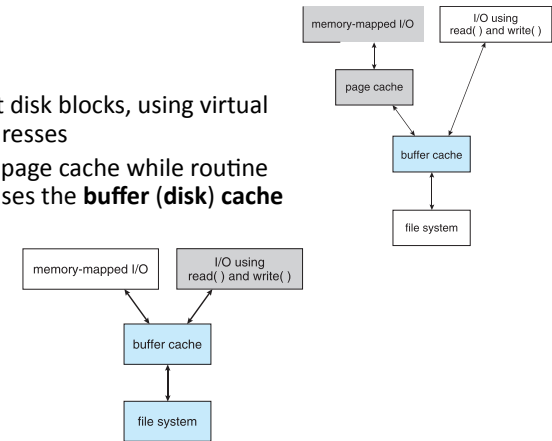 memory-mapped I/O
I/O using
read( ) and write( )
page cache
t disk blocks, using virtual
resses
page cache while routine
ses the buffer (disk) cache
buffer cache
file system
memory-mapped I/O
I/O using
read( ) and write( )
buffer cache
file system